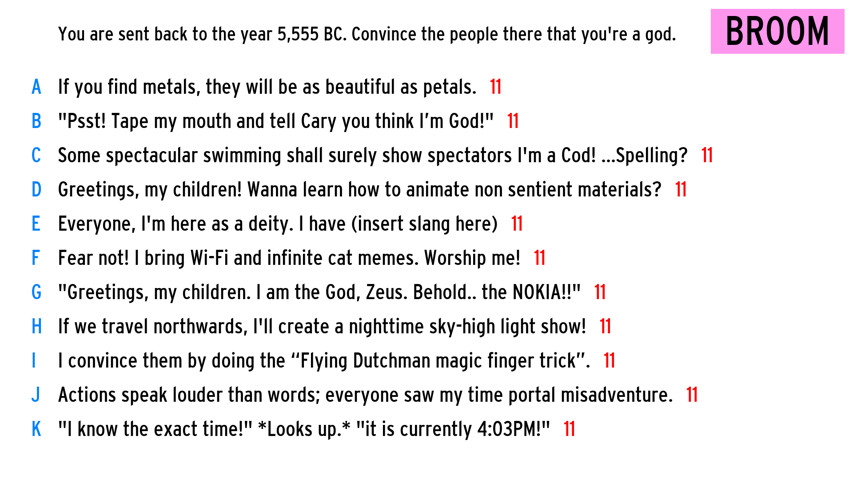 You are sent back to the year 5,555 BC. Convince the people there that you're a god.
BROOM
A If you find metals, they will be as beautiful as petals. 11
B "Psst! Tape my mouth and tell Cary you think I’m God!" 11
C Some spectacular swimming shall surely show spectators I'm a Cod! ...Spelling? 11
D Greetings, my children! Wanna learn how to animate non sentient materials? 11
E Everyone, I'm here as a deity. I have (insert slang here) 11
F Fear not! I bring Wi-Fi and infinite cat memes. Worship me! 11
G "Greetings, my children. I am the God, Zeus. Behold.. the NOKIA!!" 11
H If we travel northwards, I'll create a nighttime sky-high light show! 11
I I convince them by doing the “Flying Dutchman magic finger trick”. 11
J Actions speak louder than words; everyone saw my time portal misadventure. 11
K "I know the exact time!" *Looks up.* "it is currently 4:03PM!" 11